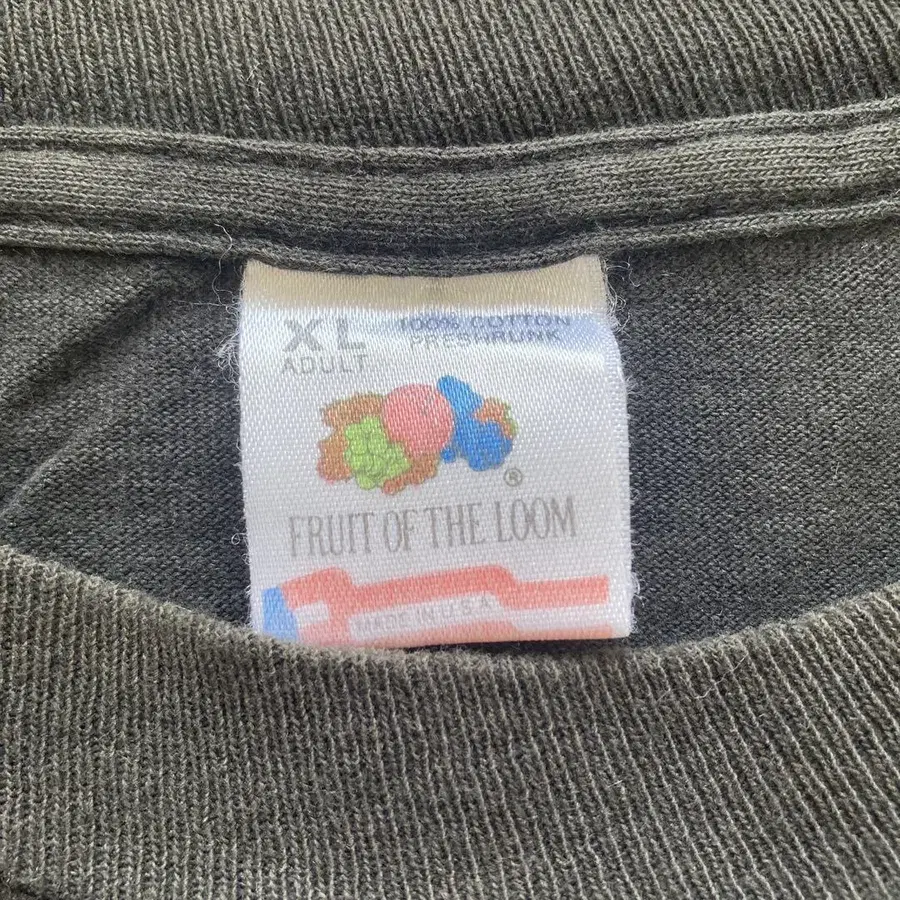 XL
ADULT
100% COTTON
PRESHRUNK
®
FRUIT OF THE LOOM
MADE IN U.S.A.